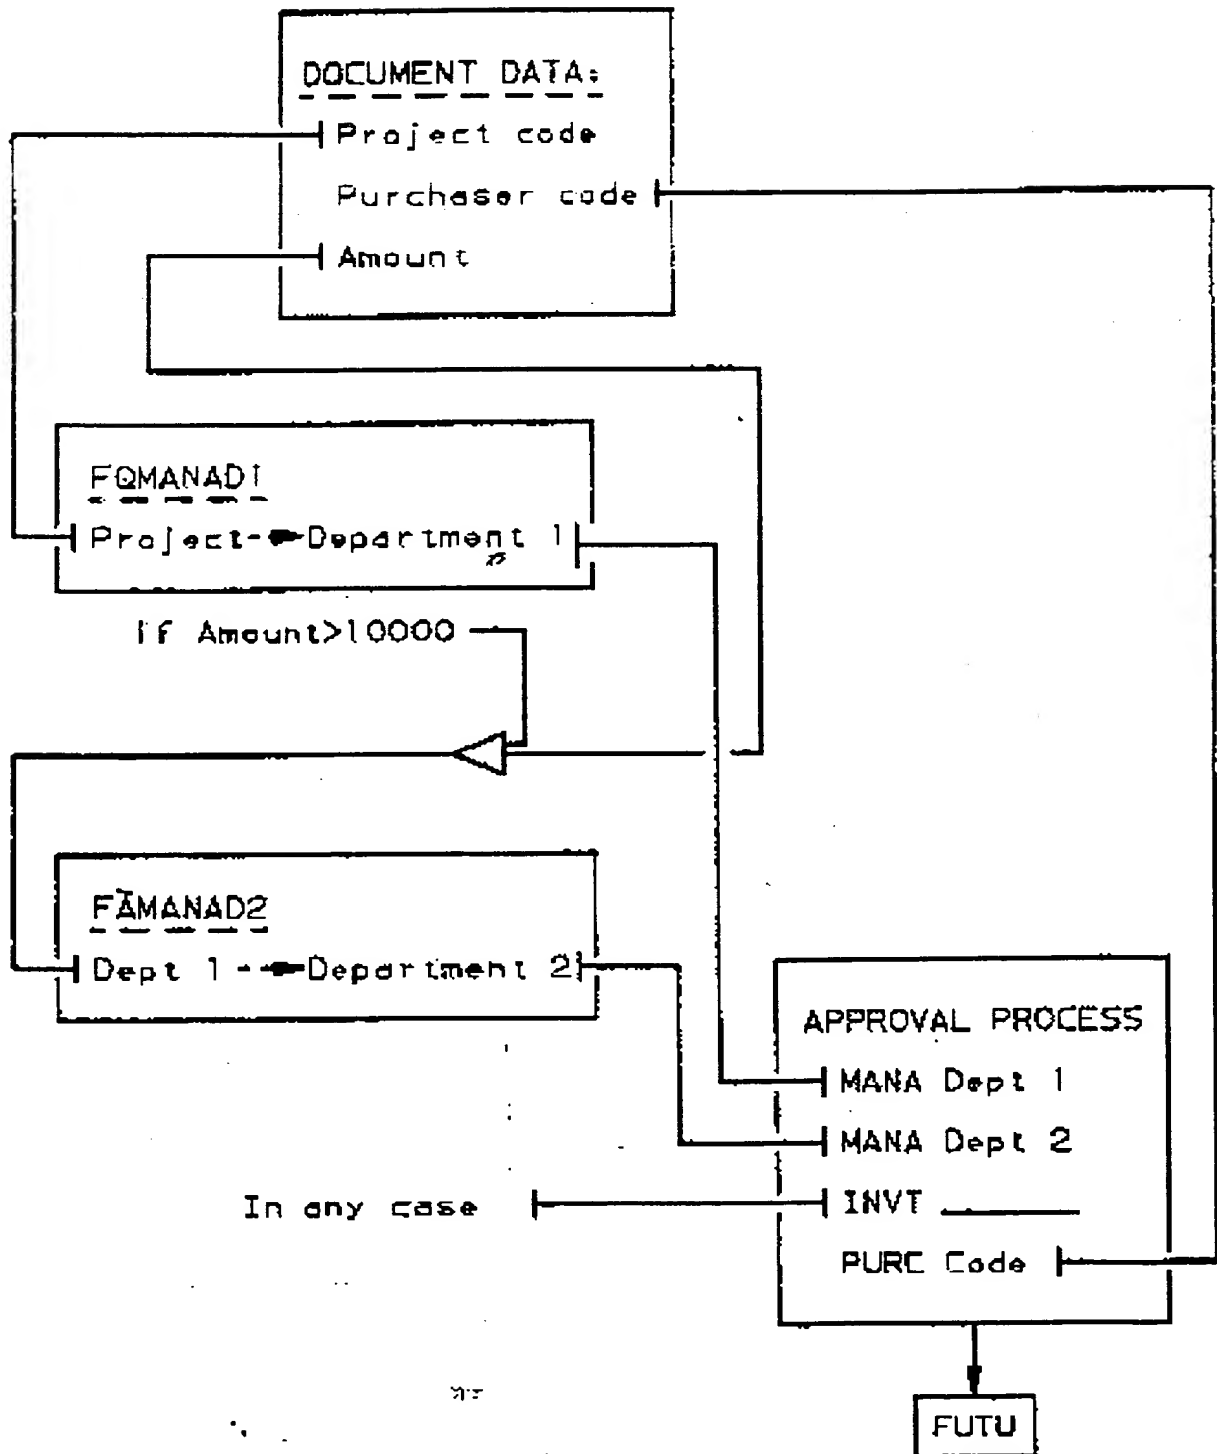 DOCUMENT DATA:
Project code
Purchaser code
Amount
FQMANAD1
Project→Department 1
if Amount>10000
FĀMANAD2
Dept 1→Department 2
APPROVAL PROCESS
MANA Dept 1
MANA Dept 2
In any case
INVT
PURC Code
FUTU